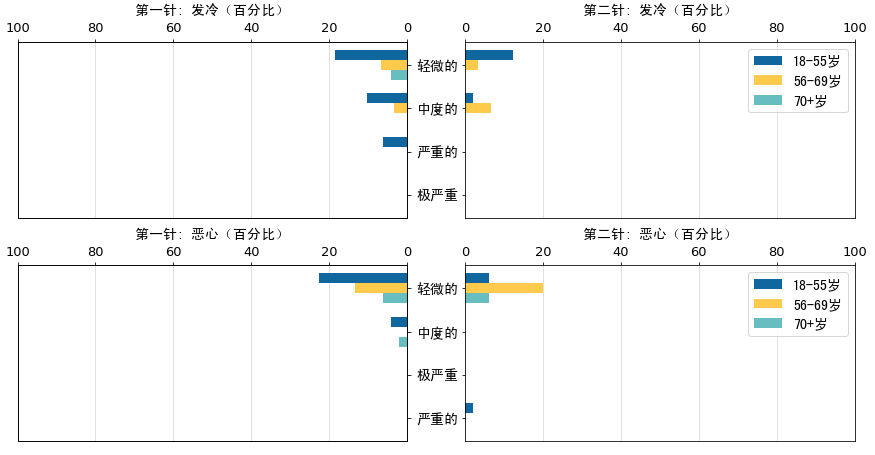 第一针: 发冷（百分比）
第二针: 发冷（百分比）
100 80 60 40 20 0
0 20 40 60 80 100
轻微的
中度的
严重的
极严重
18-55岁
56-69岁
70+岁
第一针: 恶心（百分比）
第二针: 恶心（百分比）
100 80 60 40 20 0
0 20 40 60 80 100
轻微的
中度的
极严重
严重的
18-55岁
56-69岁
70+岁